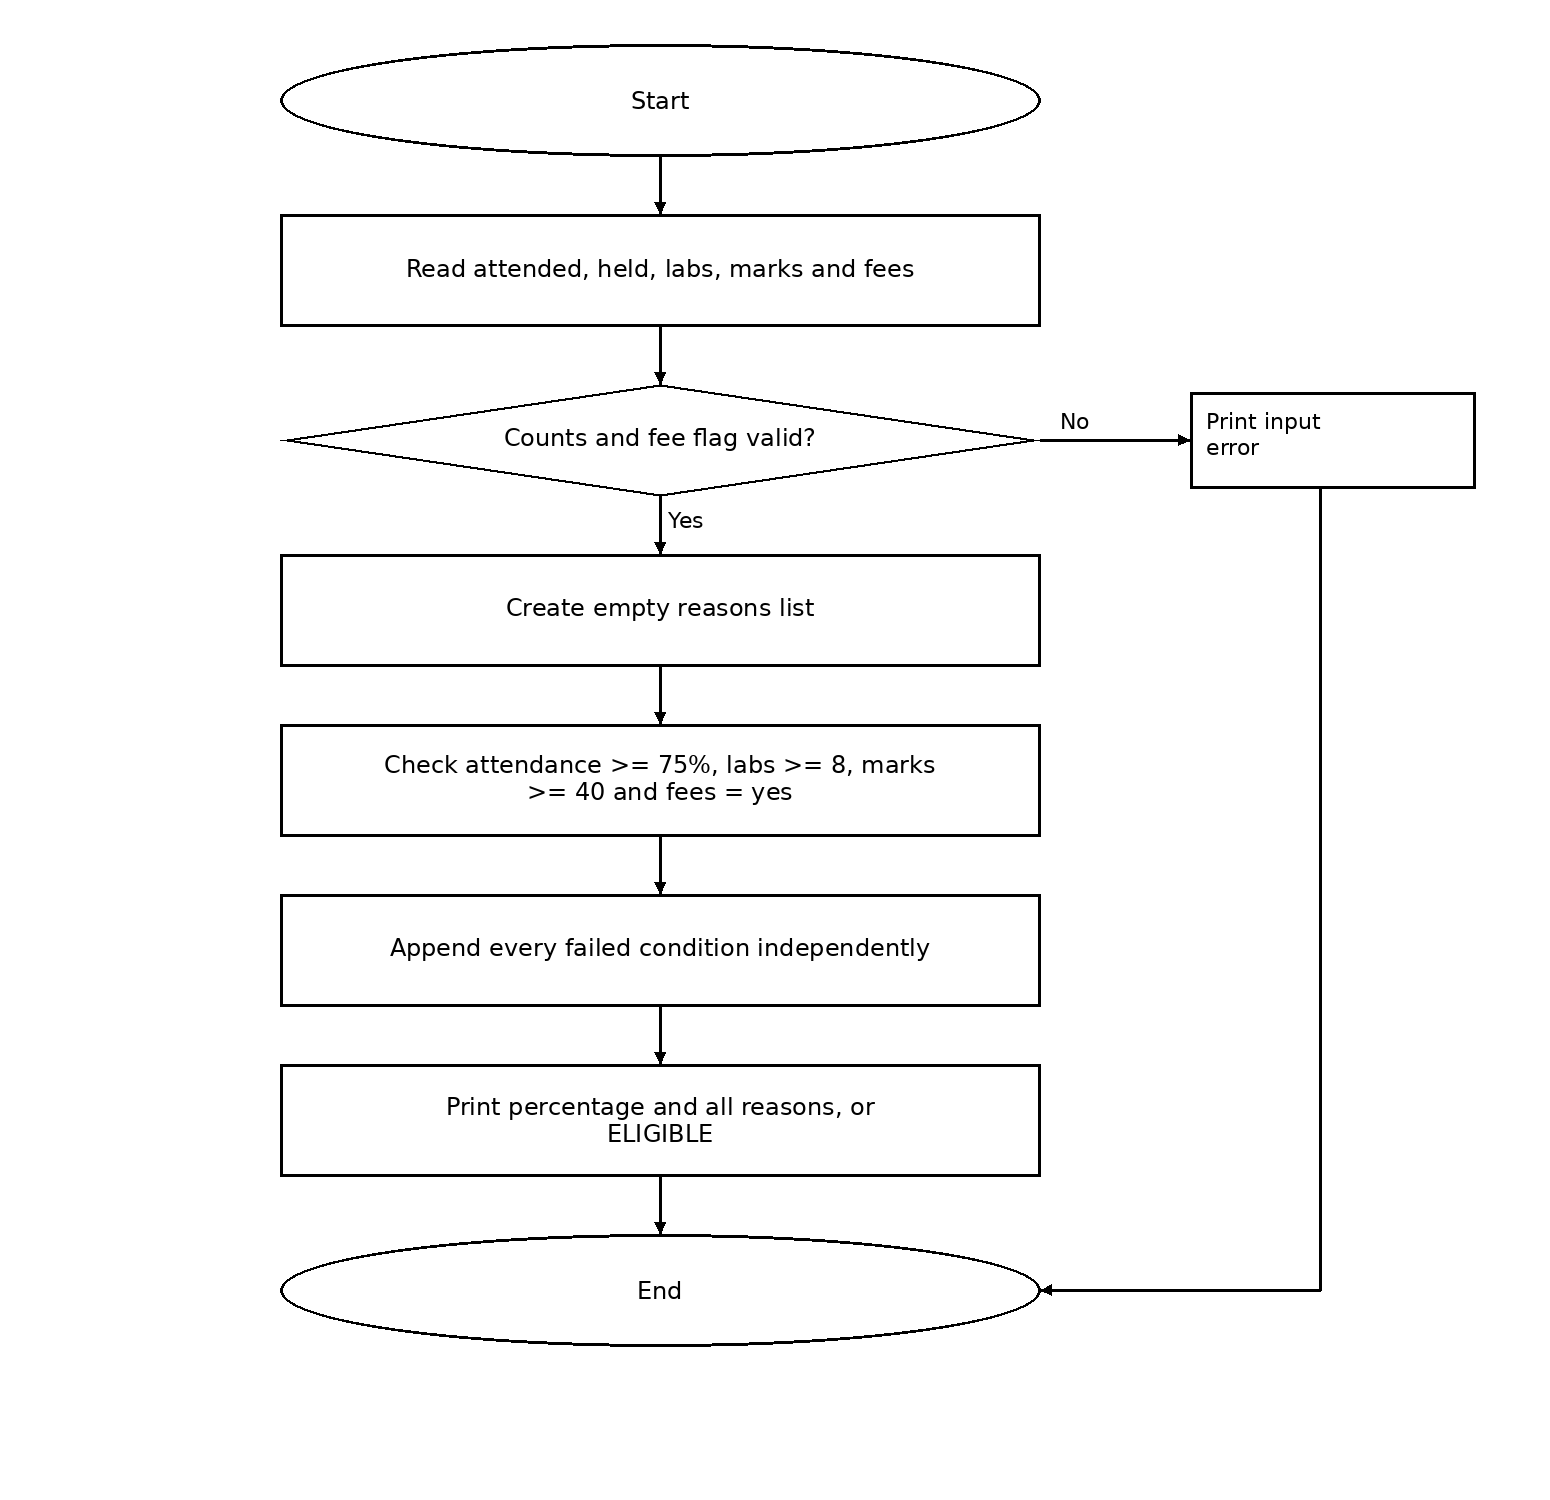 Start
Read attended, held, labs, marks and fees
Counts and fee flag valid?
No
Print input
error
Yes
Create empty reasons list
Check attendance >= 75%, labs >= 8, marks
>= 40 and fees = yes
Append every failed condition independently
Print percentage and all reasons, or
ELIGIBLE
End